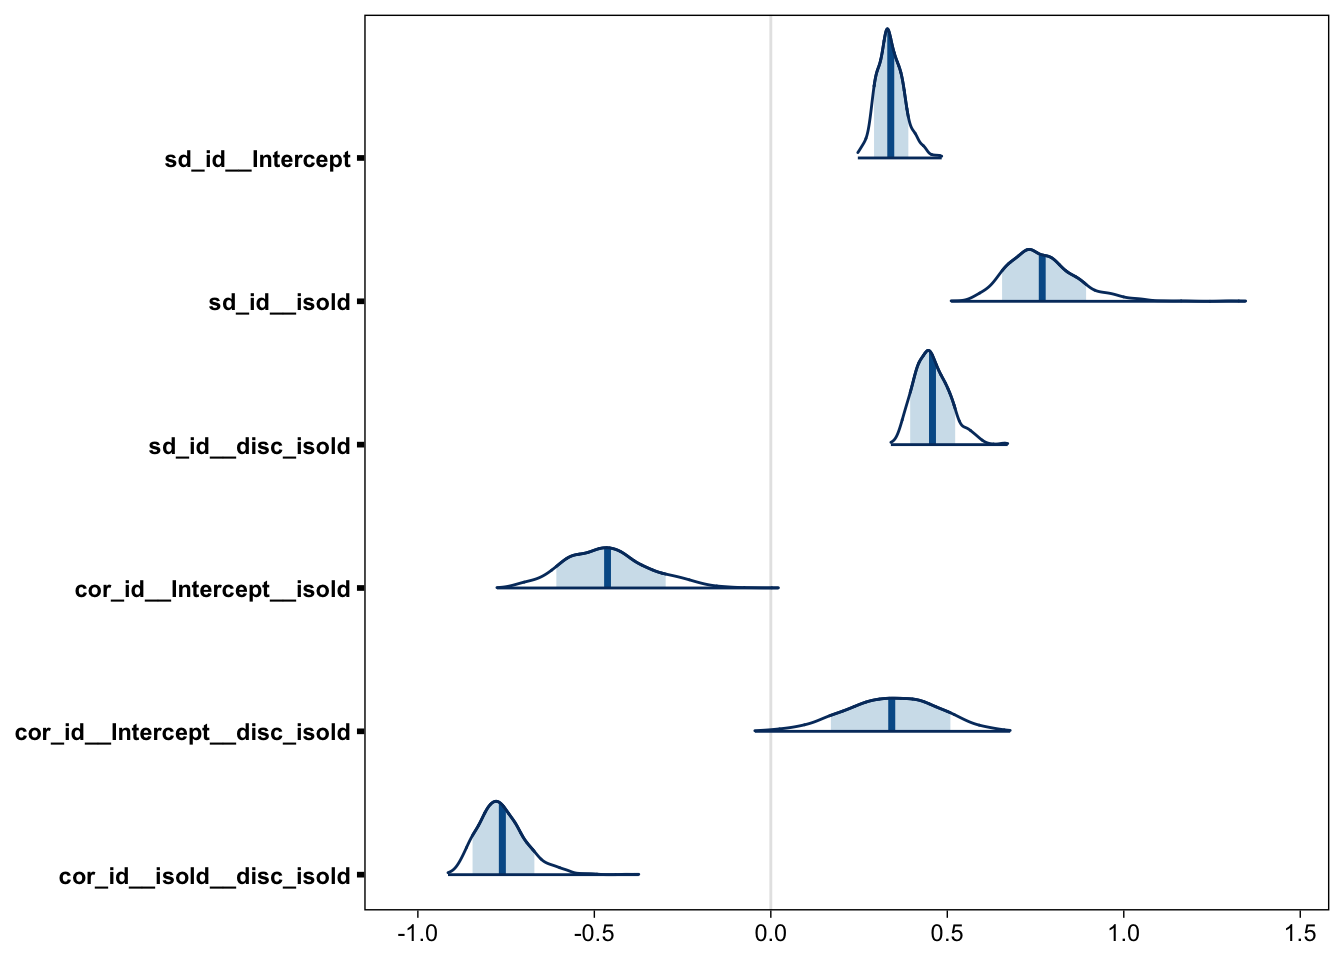 sd_id__Intercept
sd_id__isold
sd_id__disc_isold
cor_id__Intercept__isold
cor_id__Intercept__disc_isold
cor_id__isold__disc_isold
-1.0 -0.5 0.0 0.5 1.0 1.5